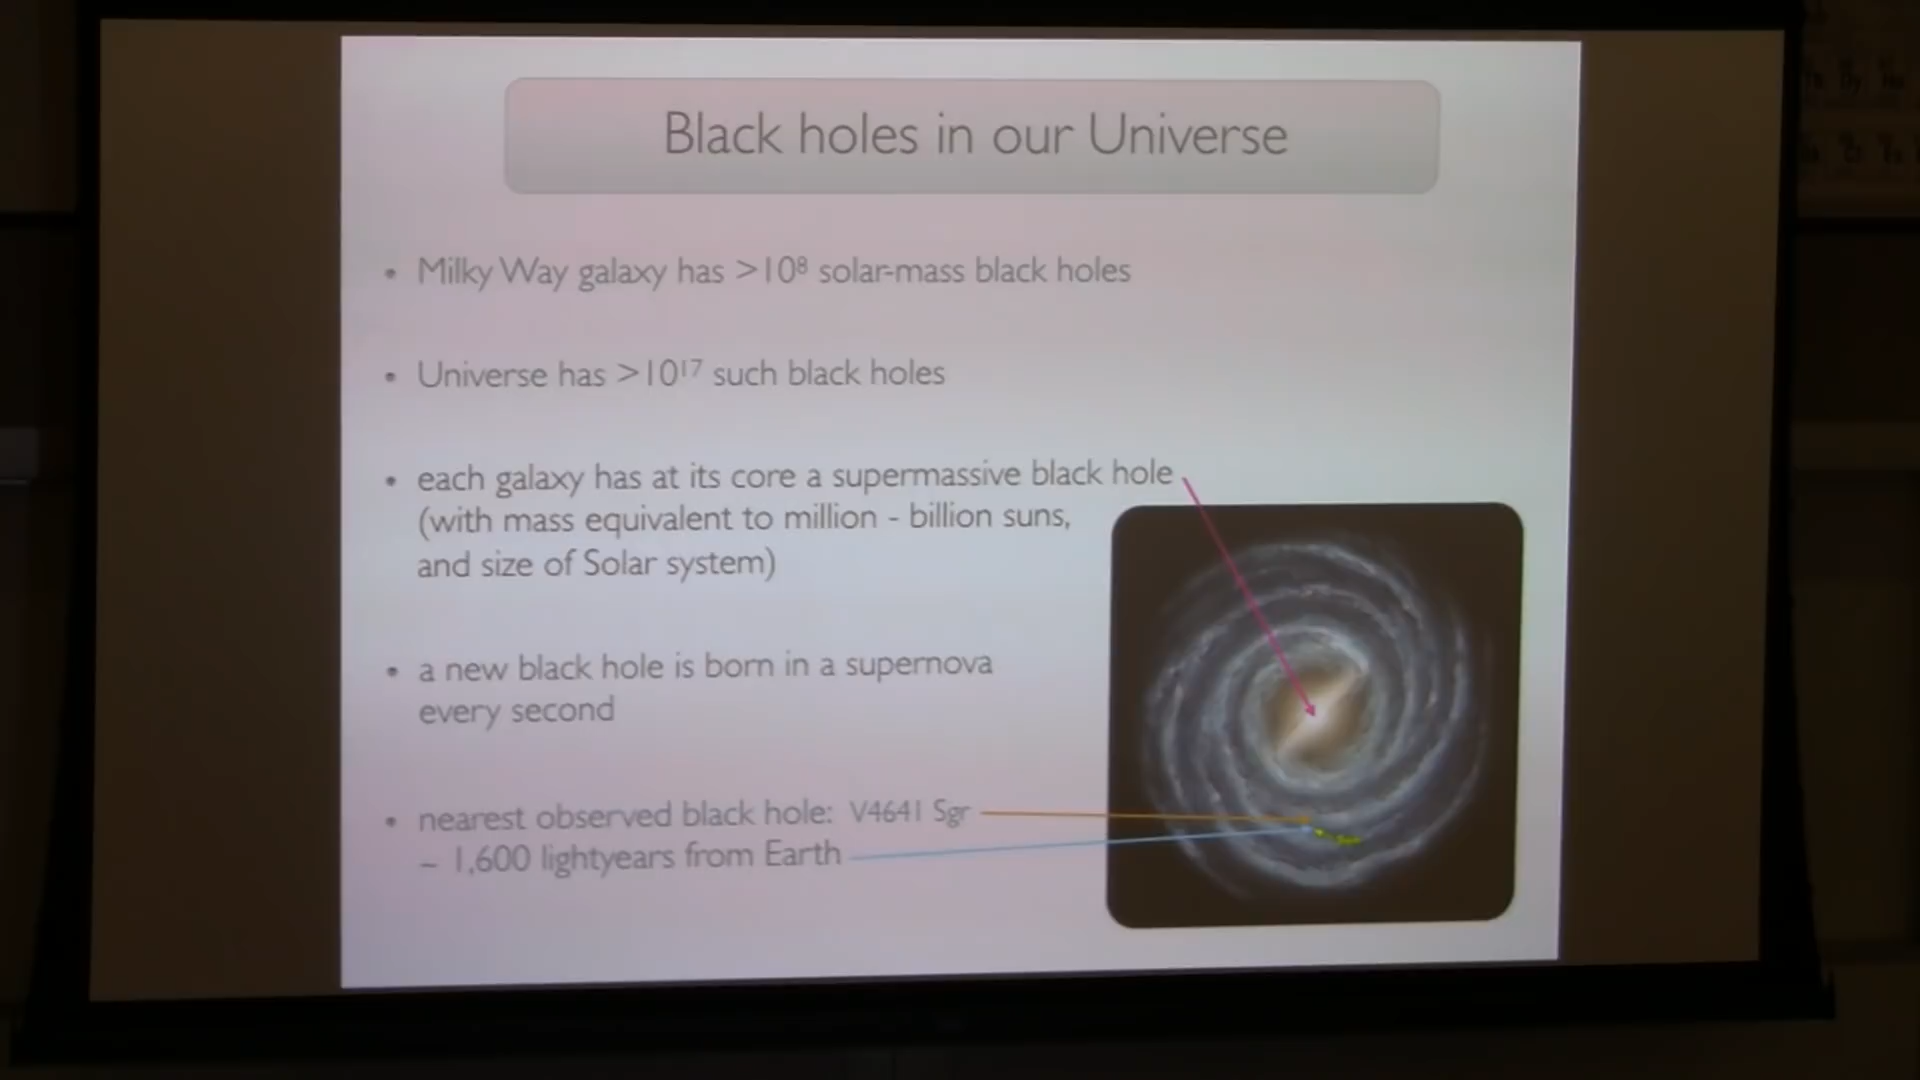 Black holes in our Universe
• Milky Way galaxy has >10⁸ solar-mass black holes
• Universe has >10¹⁷ such black holes
• each galaxy has at its core a supermassive black hole
(with mass equivalent to million - billion suns,
and size of Solar system)
• a new black hole is born in a supernova
every second
• nearest observed black hole: V4641 Sgr
– 1,600 lightyears from Earth